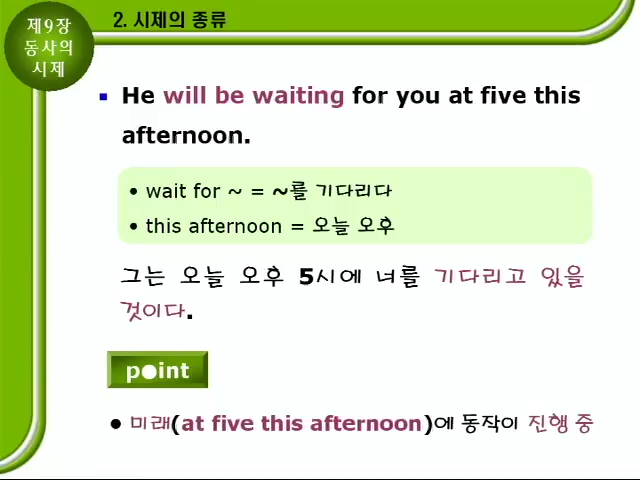 제9장
동사의
시제
2. 시제의 종류
▪ He will be waiting for you at five this
afternoon.
• wait for ~ = ~를 기다리다
• this afternoon = 오늘 오후
그는 오늘 오후 5시에 너를 기다리고 있을
것이다.
point
● 미래(at five this afternoon)에 동작이 진행 중